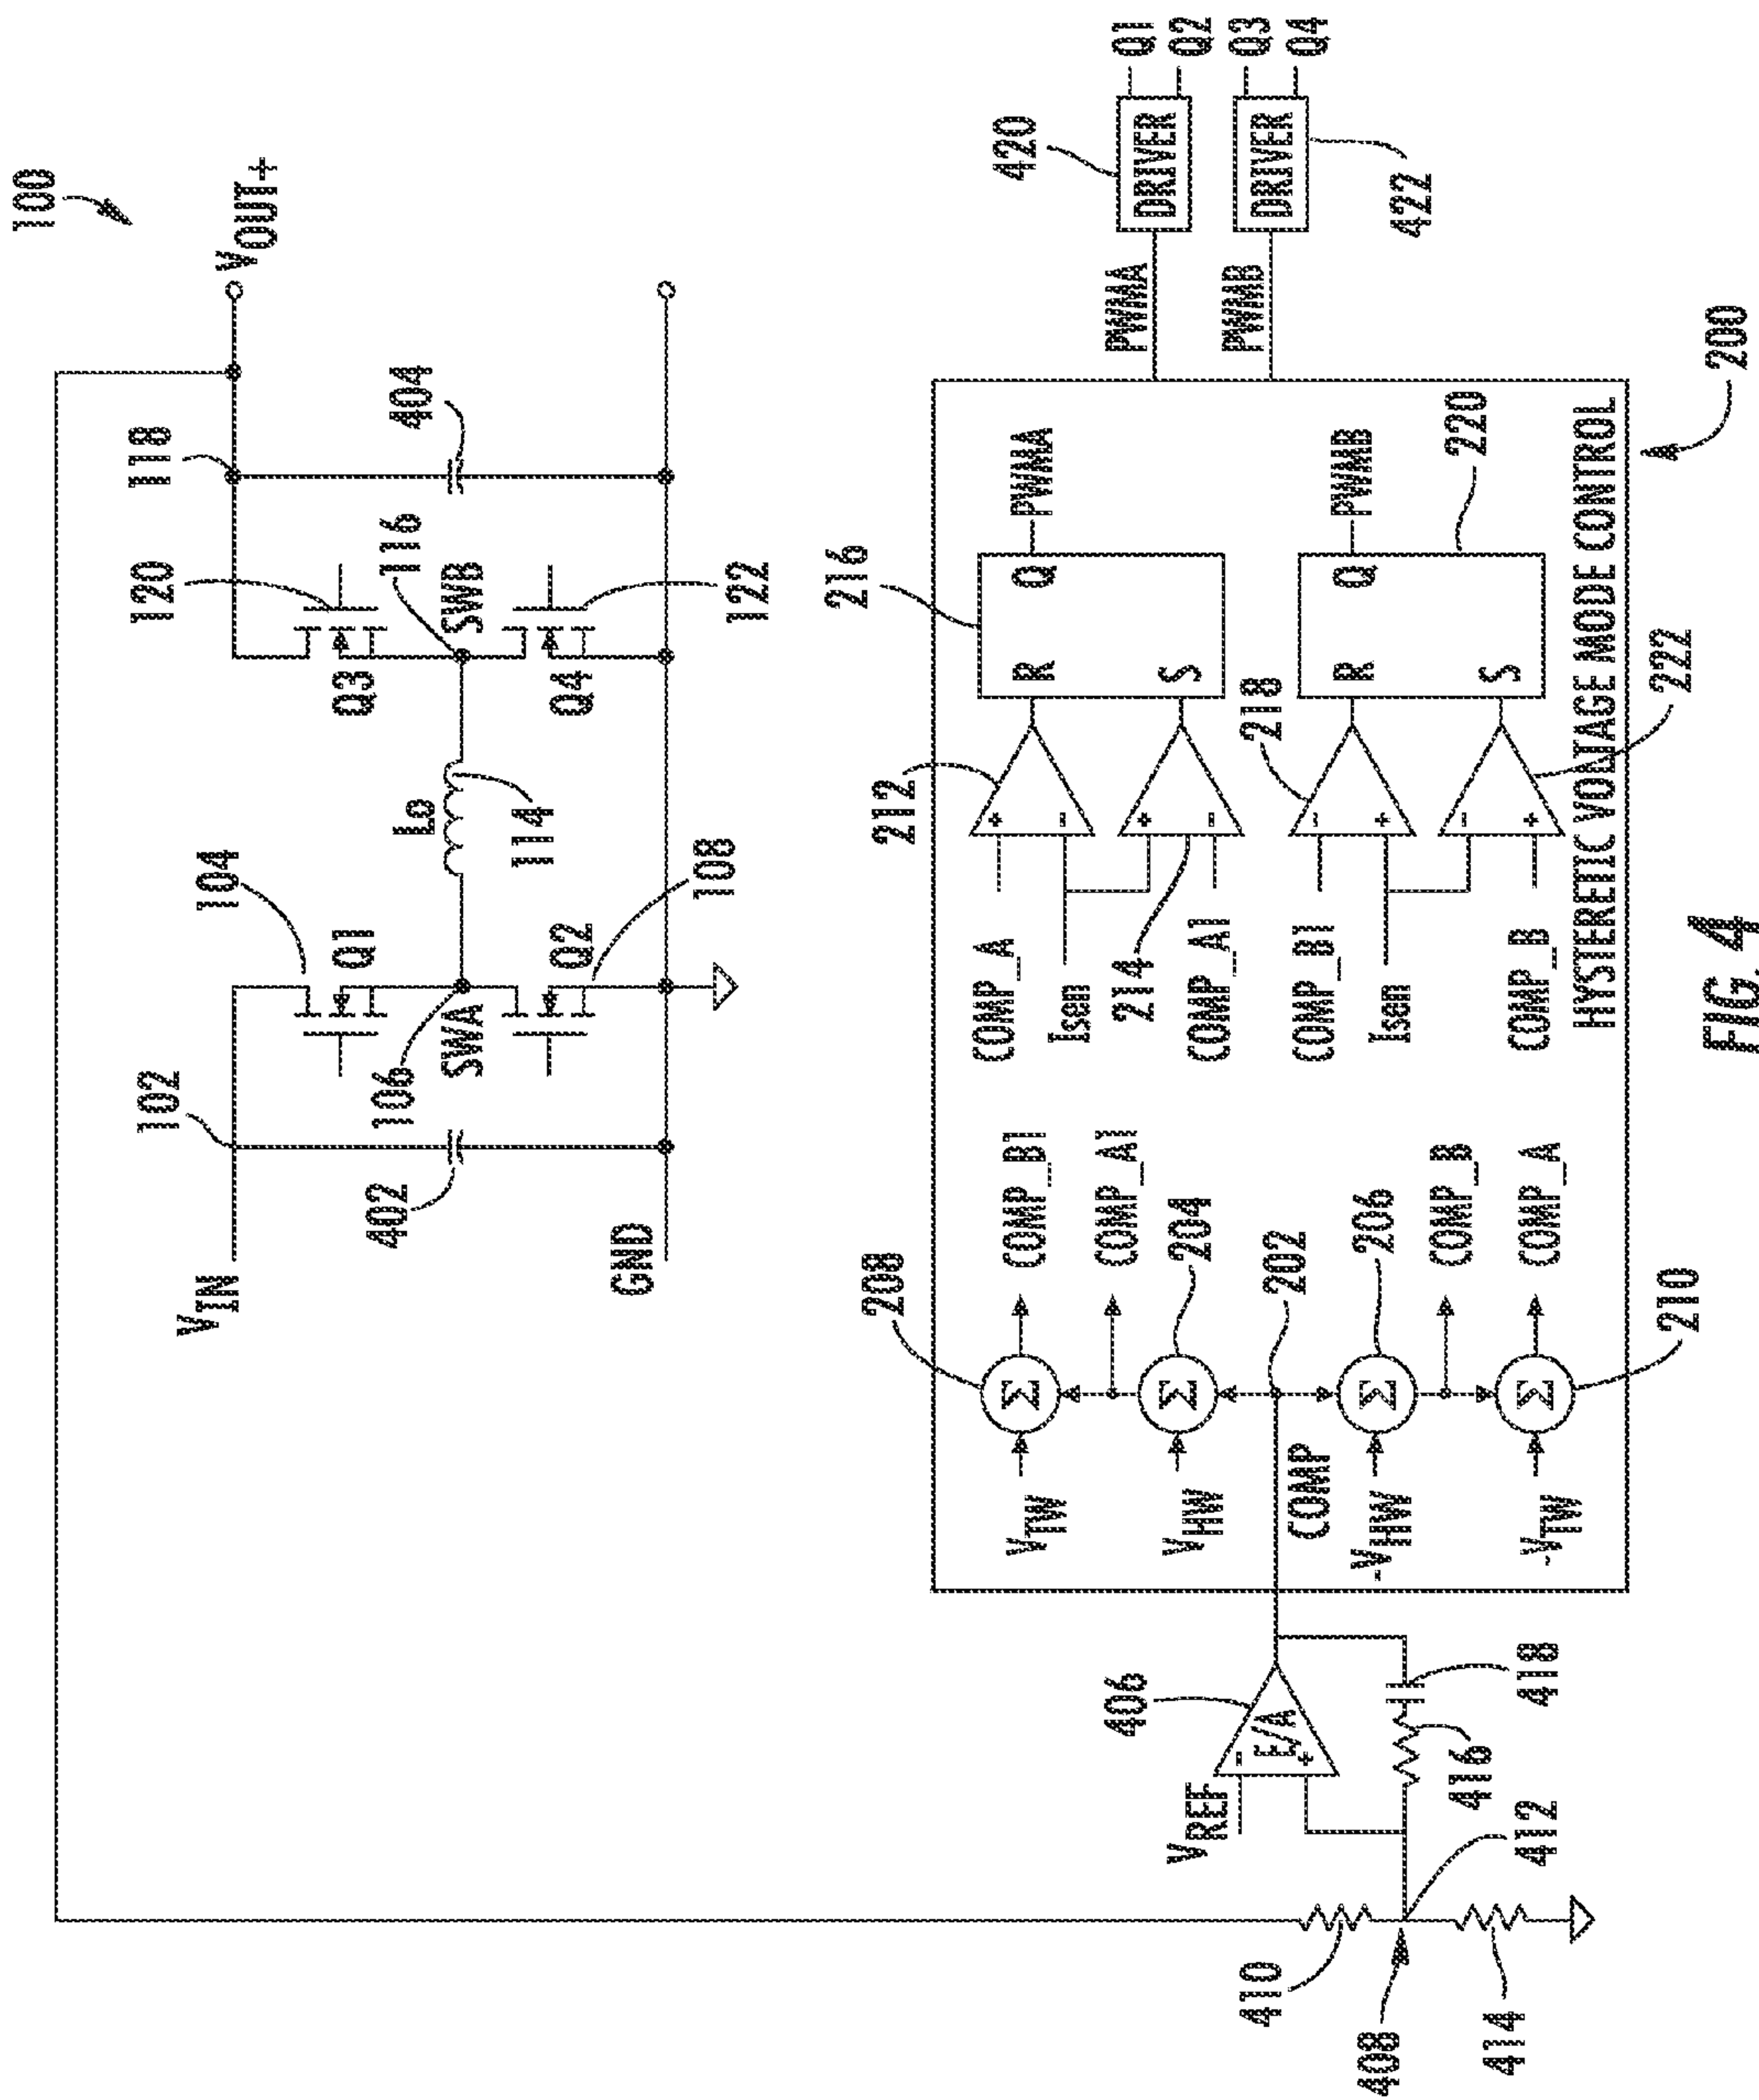 100
VIN
102
104
Q1
SWA
106
Q2
108
402
GND
Lo
114
120
Q3
SWB
116
Q4
122
118
404
VOUT+
208
VTW
Σ
COMP_B1
COMP_A1
VHW
Σ
204
202
COMP
-VHW
Σ
206
COMP_B
-VTW
Σ
COMP_A
210
212
COMP_A
+
-
Isen
214
+
-
COMP_A1
216
R
S
Q
PWMA
218
COMP_B1
-
+
Isen
-
+
COMP_B
222
R
S
Q
PWMB
220
HYSTERETIC VOLTAGE MODE CONTROL
200
PWMA
PWMB
420
DRIVER
Q1
Q2
DRIVER
Q3
Q4
422
406
VREF
-
E/A
+
416
418
412
410
408
414
FIG. 4